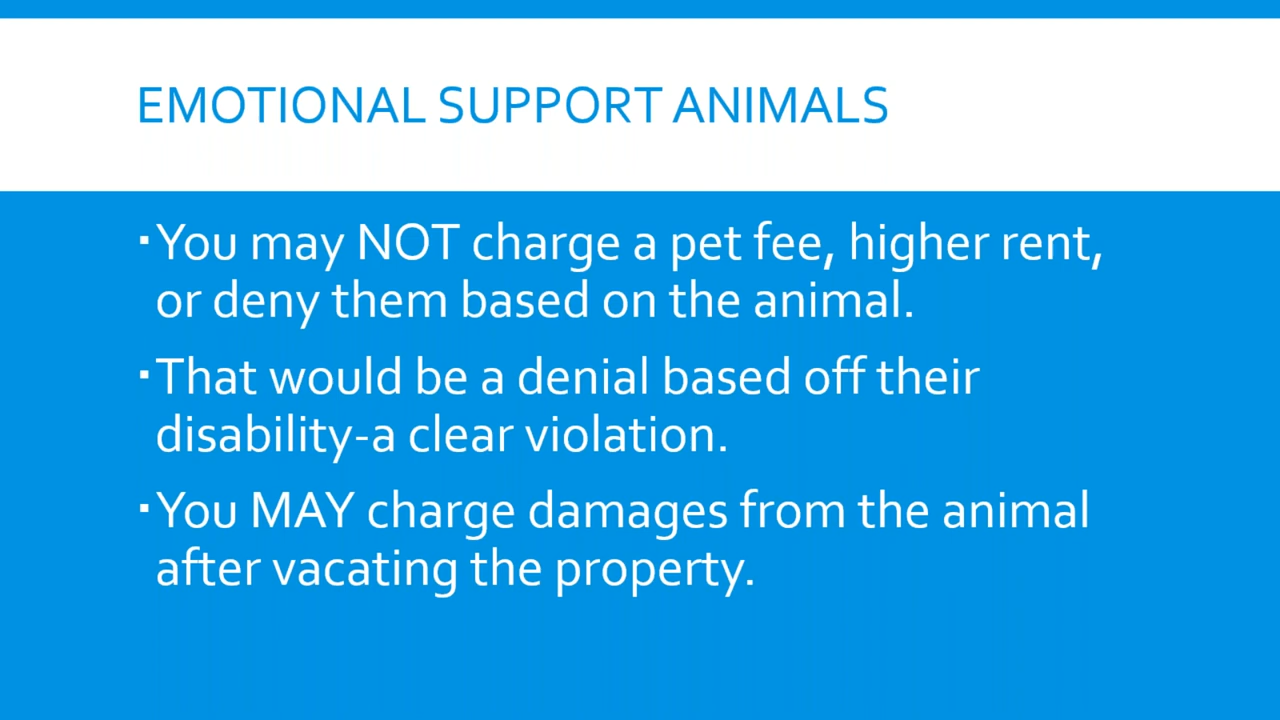 EMOTIONAL SUPPORT ANIMALS
▪You may NOT charge a pet fee, higher rent,
or deny them based on the animal.
▪That would be a denial based off their
disability-a clear violation.
▪You MAY charge damages from the animal
after vacating the property.